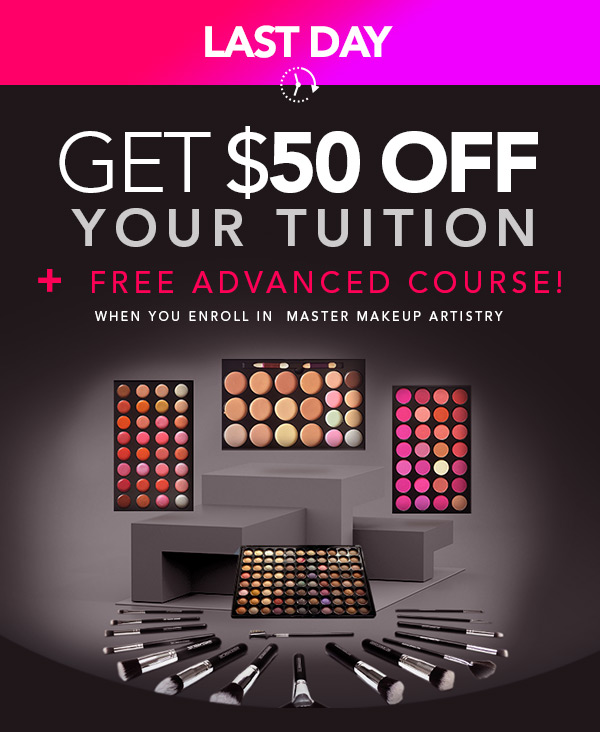 LAST DAY
GET $50 OFF
YOUR TUITION
+ FREE ADVANCED COURSE!
WHEN YOU ENROLL IN MASTER MAKEUP ARTISTRY